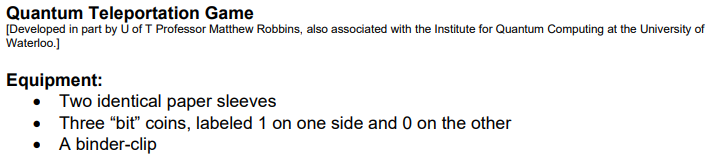 Quantum Teleportation Game
[Developed in part by U of T Professor Matthew Robbins, also associated with the Institute for Quantum Computing at the University of
Waterloo.]
Equipment:
• Two identical paper sleeves
• Three “bit” coins, labeled 1 on one side and 0 on the other
• A binder-clip